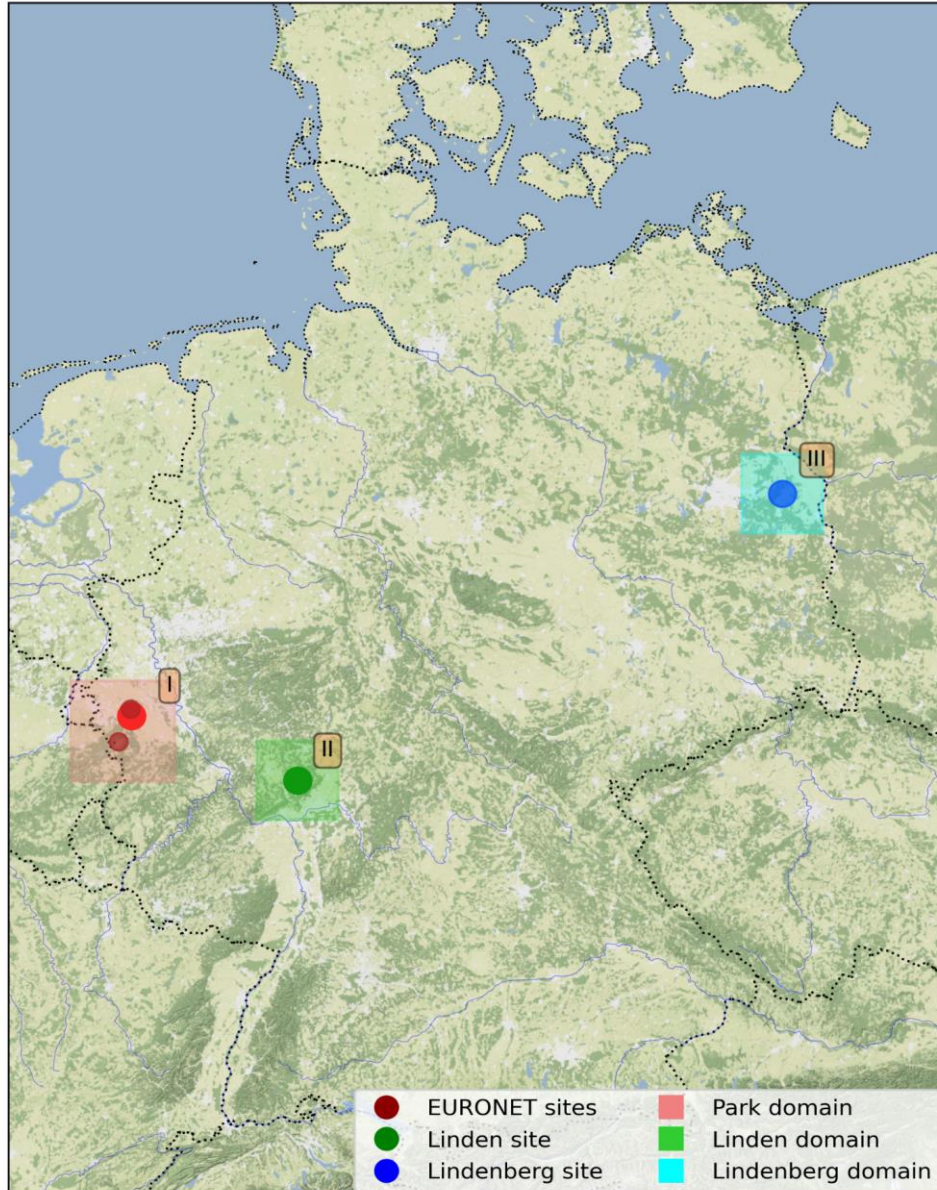 III
I
II
EURONET sites
Linden site
Lindenberg site
Park domain
Linden domain
Lindenberg domain